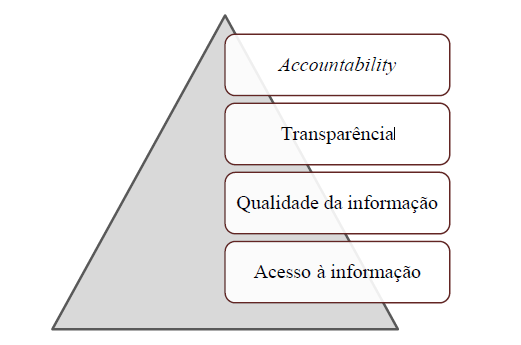 Accountability
Transparência
Qualidade da informação
Acesso à informação